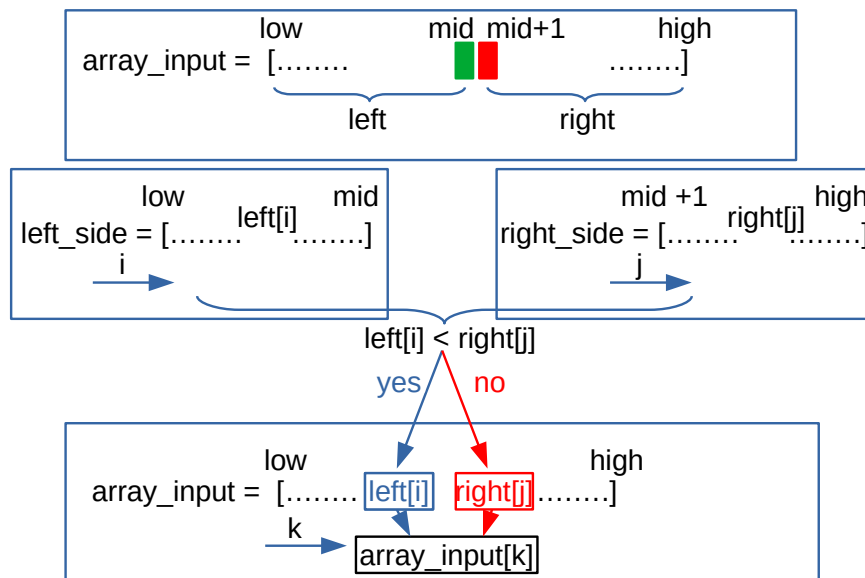 low mid mid+1 high
array_input = [........ ........]
left right
low mid
left_side = [........ left[i] ........]
i
mid +1 high
right_side = [........ right[j] ........]
j
left[i] < right[j]
yes no
low high
array_input = [........ left[i] right[j] ........]
k
array_input[k]